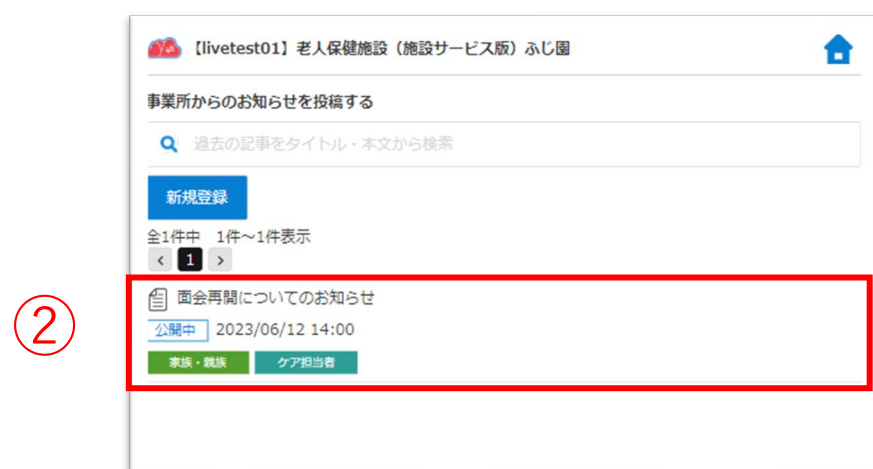 【livetest01】老人保健施設（施設サービス版）ふじ園
事業所からのお知らせを投稿する
過去の記事をタイトル・本文から検索
新規登録
全1件中 1件～1件表示
< 1 >
②
面会再開についてのお知らせ
公開中 2023/06/12 14:00
家族・親族 ケア担当者